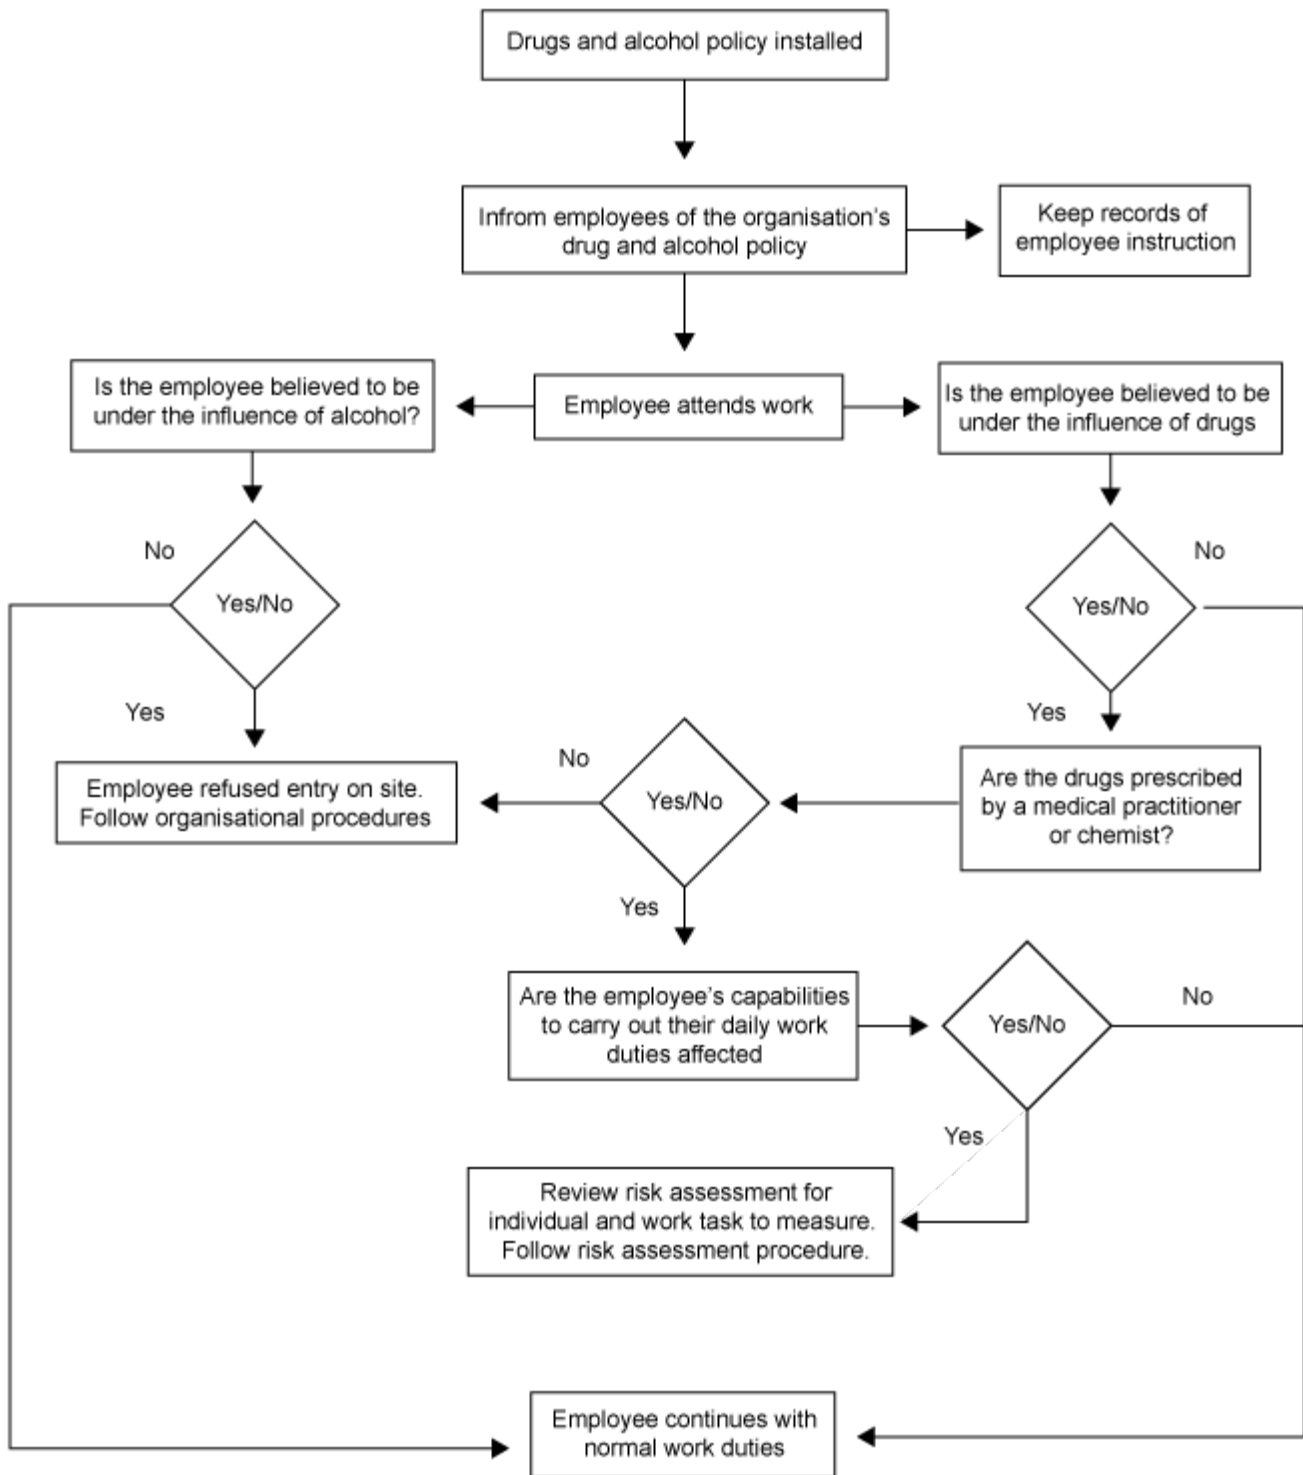 Drugs and alcohol policy installed
Infrom employees of the organisation's
drug and alcohol policy
Keep records of
employee instruction
Is the employee believed to be
under the influence of alcohol?
Employee attends work
Is the employee believed to be
under the influence of drugs
No
Yes/No
Yes
No
Yes/No
Yes
Employee refused entry on site.
Follow organisational procedures
No
Yes/No
Yes
Are the drugs prescribed
by a medical practitioner
or chemist?
Are the employee's capabilities
to carry out their daily work
duties affected
Yes/No
No
Yes
Review risk assessment for
individual and work task to measure.
Follow risk assessment procedure.
Employee continues with
normal work duties